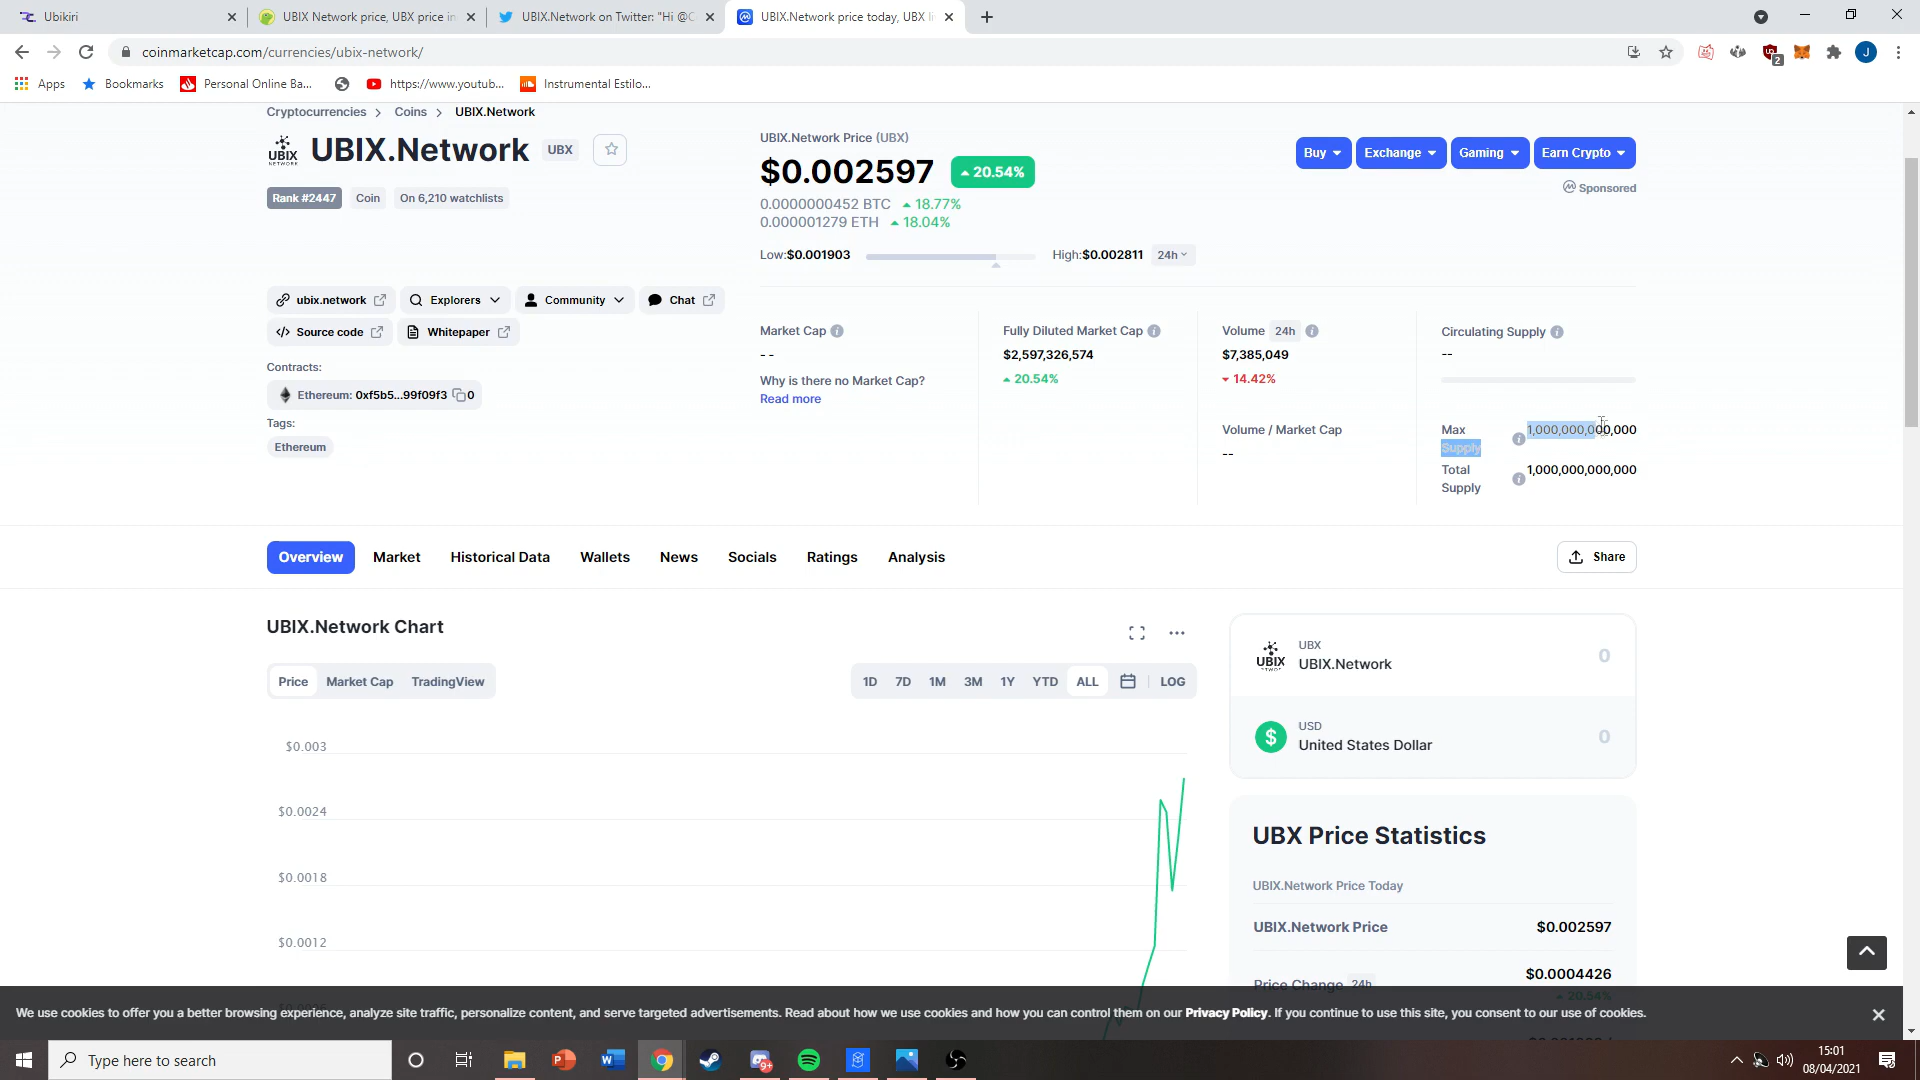 Ubikiri
UBIX Network price, UBX price in
UBIX.Network on Twitter: "Hi @C
UBIX.Network price today, UBX li
coinmarketcap.com/currencies/ubix-network/
2
J
Apps
Bookmarks
Personal Online Ba...
https://www.youtub...
Instrumental Estilo...
Cryptocurrencies > Coins > UBIX.Network
UBIX NETWORK
UBIX.Network UBX
Rank #2447
Coin
On 6,210 watchlists
UBIX.Network Price (UBX)
$0.002597
20.54%
0.0000000452 BTC 18.77%
0.000001279 ETH 18.04%
Low:$0.001903
High:$0.002811
24h
Buy
Exchange
Gaming
Earn Crypto
Sponsored
ubix.network
Explorers
Community
Chat
Source code
Whitepaper
Contracts:
Ethereum: 0xf5b5...99f09f3 0
Tags:
Ethereum
Market Cap
- -
Why is there no Market Cap?
Read more
Fully Diluted Market Cap
$2,597,326,574
20.54%
Volume 24h
$7,385,049
14.42%
Volume / Market Cap
--
Circulating Supply
--
Max Supply 1,000,000,000,000
Total Supply 1,000,000,000,000
Overview
Market
Historical Data
Wallets
News
Socials
Ratings
Analysis
Share
UBIX.Network Chart
Price
Market Cap
TradingView
1D
7D
1M
3M
1Y
YTD
ALL
LOG
$0.003
$0.0024
$0.0018
$0.0012
UBIX
UBX
UBIX.Network
0
$
USD
United States Dollar
0
UBX Price Statistics
UBIX.Network Price Today
UBIX.Network Price
$0.002597
Price Change 24h
$0.0004426
20.54%
We use cookies to offer you a better browsing experience, analyze site traffic, personalize content, and serve targeted advertisements. Read about how we use cookies and how you can control them on our Privacy Policy. If you continue to use this site, you consent to our use of cookies.
Type here to search
9+
15:01
08/04/2021